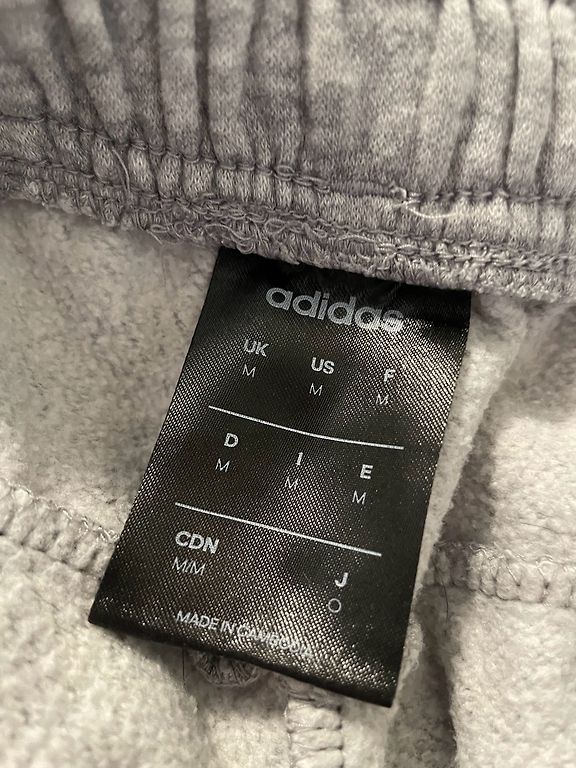 adidas
UK US F
M M M
D I E
M M M
CDN J
M/M O
MADE IN CAMBODIA